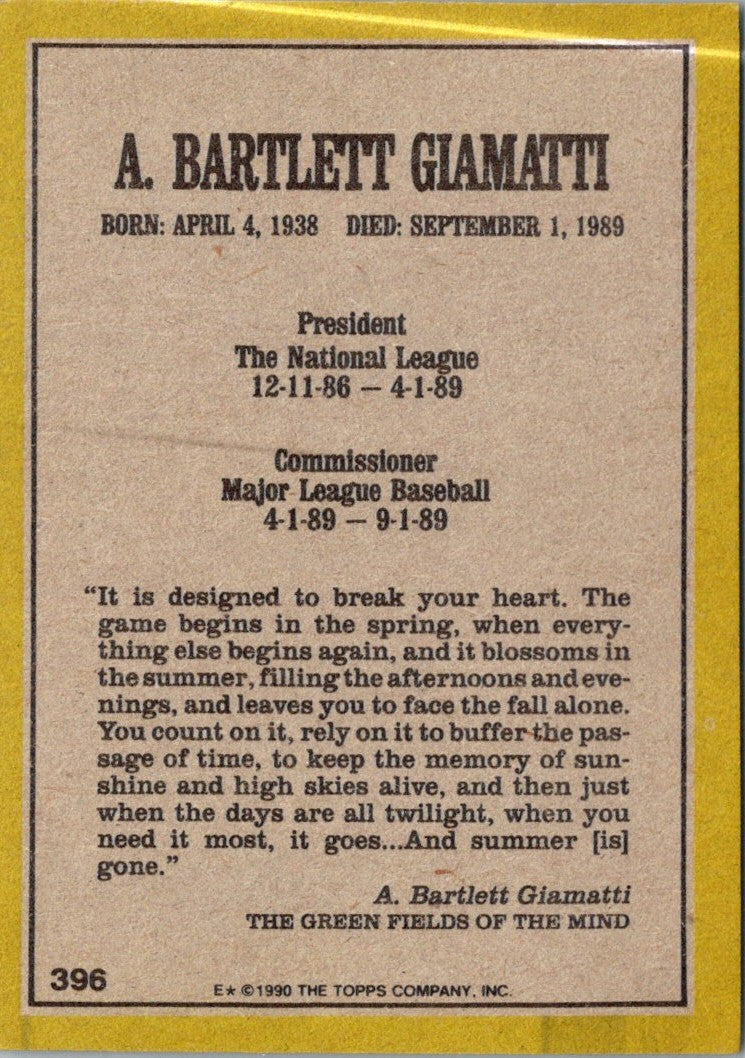 A. BARTLETT GIAMATTI
BORN: APRIL 4, 1938 DIED: SEPTEMBER 1, 1989
President
The National League
12-11-86 — 4-1-89
Commissioner
Major League Baseball
4-1-89 — 9-1-89
“It is designed to break your heart. The
game begins in the spring, when every-
thing else begins again, and it blossoms in
the summer, filling the afternoons and eve-
nings, and leaves you to face the fall alone.
You count on it, rely on it to buffer the pas-
sage of time, to keep the memory of sun-
shine and high skies alive, and then just
when the days are all twilight, when you
need it most, it goes...And summer [is]
gone.”
A. Bartlett Giamatti
THE GREEN FIELDS OF THE MIND
396
E★ ©1990 THE TOPPS COMPANY, INC.